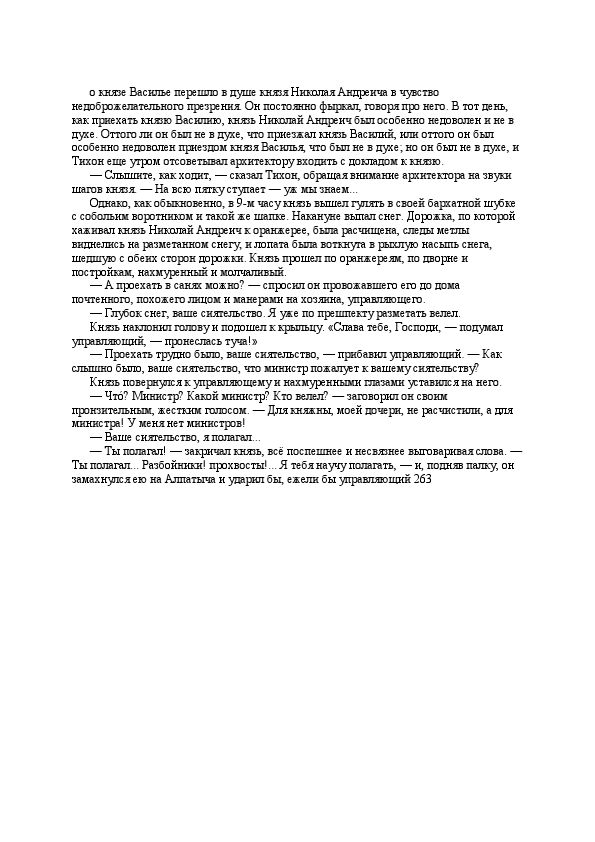 о князе Василье перешло в душе князя Николая Андреича в чувство
недоброжелательного презрения. Он постоянно фыркал, говоря про него. В тот день,
как приехать князю Василию, князь Николай Андреич был особенно недоволен и не в
духе. Оттого ли он был не в духе, что приезжал князь Василий, или оттого он был
особенно недоволен приездом князя Василья, что был не в духе; но он был не в духе, и
Тихон еще утром отсоветывал архитектору входить с докладом к князю.
— Слышите, как ходит, — сказал Тихон, обращая внимание архитектора на звуки
шагов князя. — На всю пятку ступает — уж мы знаем...
Однако, как обыкновенно, в 9-м часу князь вышел гулять в своей бархатной шубке
с собольим воротником и такой же шапке. Накануне выпал снег. Дорожка, по которой
хаживал князь Николай Андреич к оранжерее, была расчищена, следы метлы
виднелись на разметанном снегу, и лопата была воткнута в рыхлую насыпь снега,
шедшую с обеих сторон дорожки. Князь прошел по оранжереям, по дворне и
постройкам, нахмуренный и молчаливый.
— А проехать в санях можно? — спросил он провожавшего его до дома
почтенного, похожего лицом и манерами на хозяина, управляющего.
— Глубок снег, ваше сиятельство. Я уже по прешпекту разметать велел.
Князь наклонил голову и подошел к крыльцу. «Слава тебе, Господи, — подумал
управляющий, — пронеслась туча!»
— Проехать трудно было, ваше сиятельство, — прибавил управляющий. — Как
слышно было, ваше сиятельство, что министр пожалует к вашему сиятельству?
Князь повернулся к управляющему и нахмуренными глазами уставился на него.
— Что́? Министр? Какой министр? Кто велел? — заговорил он своим
пронзительным, жестким голосом. — Для княжны, моей дочери, не расчистили, а для
министра! У меня нет министров!
— Ваше сиятельство, я полагал...
— Ты полагал! — закричал князь, всё поспешнее и несвязнее выговаривая слова. —
Ты полагал... Разбойники! прохвосты!... Я тебя научу полагать, — и, подняв палку, он
замахнулся ею на Алпатыча и ударил бы, ежели бы управляющий 263